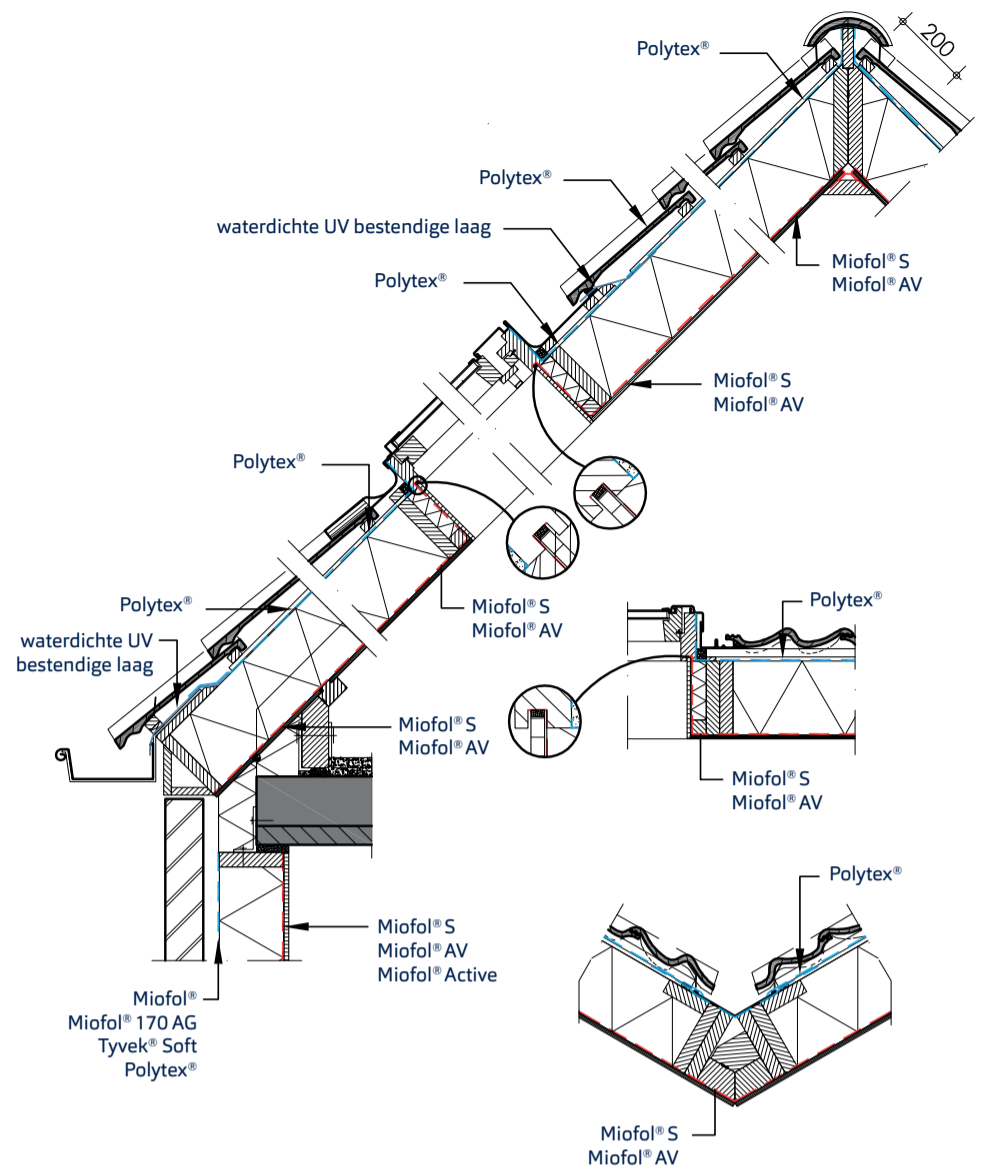 Polytex®
200
Polytex®
waterdichte UV bestendige laag
Polytex®
Miofol® S
Miofol® AV
Miofol® S
Miofol® AV
Polytex®
Polytex®
Miofol® S
Miofol® AV
waterdichte UV
bestendige laag
Polytex®
Miofol® S
Miofol® AV
Miofol® S
Miofol® AV
Polytex®
Miofol® S
Miofol® AV
Miofol® Active
Miofol®
Miofol® 170 AG
Tyvek® Soft
Polytex®
Miofol® S
Miofol® AV